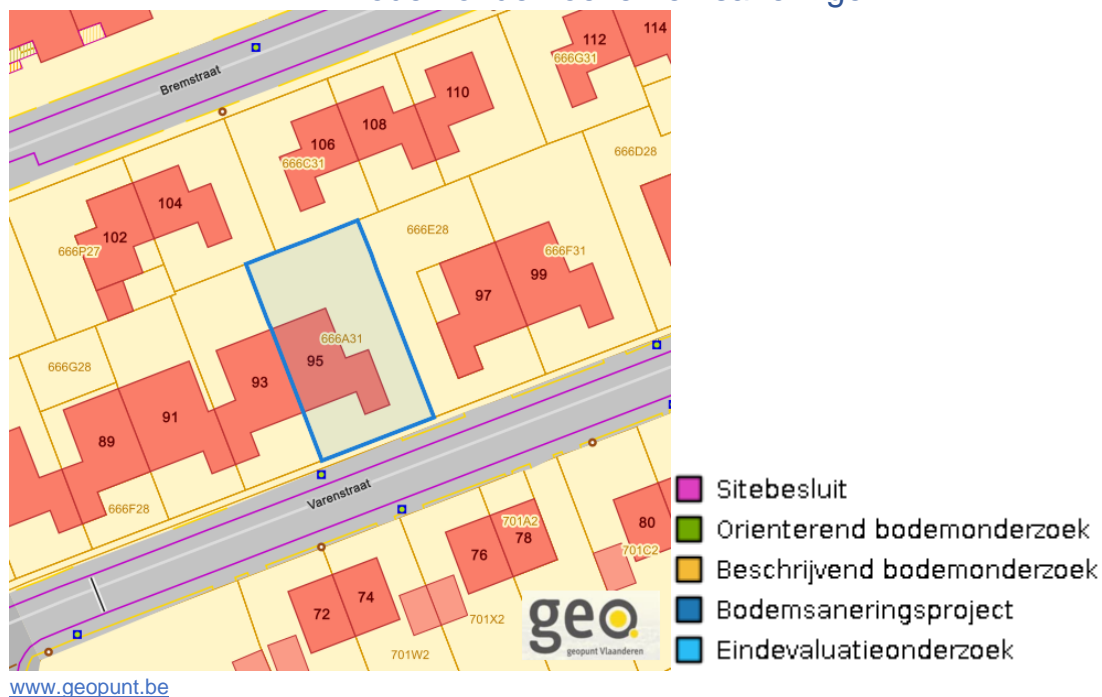 Bremstraat
112
114
666G31
110
108
106
666C31
666D28
104
102
666P27
666E28
666F31
99
97
666A31
95
93
666G28
91
89
666F28
Varenstraat
701A2
78
76
80
701C2
74
72
701X2
701W2
geo.
geopunt Vlaanderen
Sitebesluit
Orienterend bodemonderzoek
Beschrijvend bodemonderzoek
Bodemsaneringsproject
Eindevaluatieonderzoek
www.geopunt.be